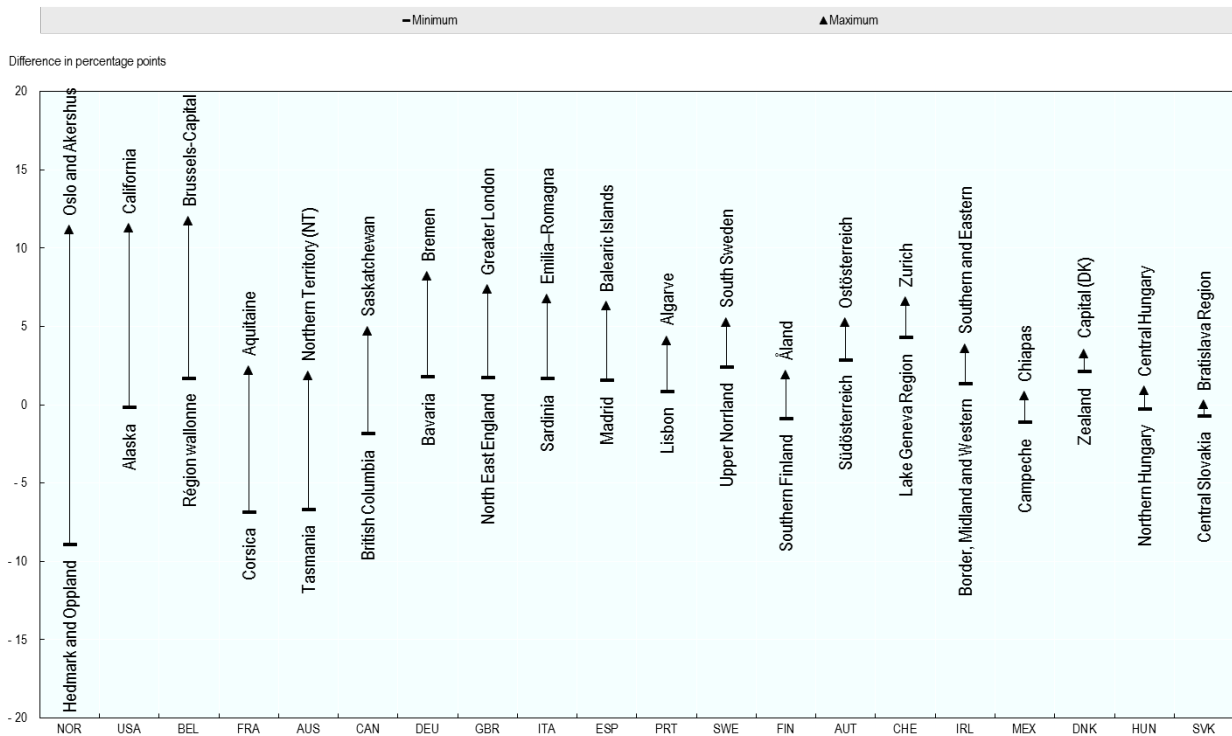 Minimum
Maximum
Difference in percentage points
20
15
10
5
0
- 5
- 10
- 15
- 20
Oslo and Akershus
Hedmark and Oppland
California
Alaska
Brussels-Capital
Région wallonne
Aquitaine
Corsica
Northern Territory (NT)
Tasmania
Saskatchewan
British Columbia
Bremen
Bavaria
Greater London
North East England
Emilia–Romagna
Sardinia
Balearic Islands
Madrid
Algarve
Lisbon
South Sweden
Upper Norrland
Åland
Southern Finland
Ostösterreich
Südösterreich
Zurich
Lake Geneva Region
Southern and Eastern
Border, Midland and Western
Chiapas
Campeche
Capital (DK)
Zealand
Central Hungary
Northern Hungary
Bratislava Region
Central Slovakia
NOR USA BEL FRA AUS CAN DEU GBR ITA ESP PRT SWE FIN AUT CHE IRL MEX DNK HUN SVK